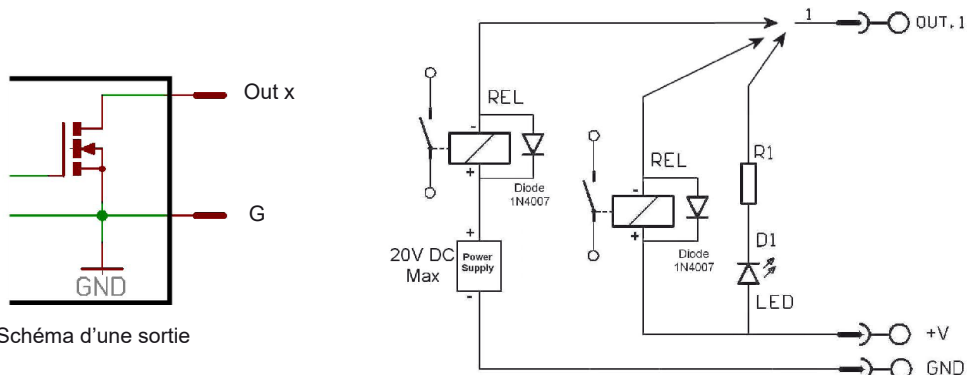 Out x
G
GND
Schéma d'une sortie
1
OUT.1
REL
-
+
Diode
1N4007
REL
-
+
Diode
1N4007
R1
D1
LED
20V DC
Max
+
Power
Supply
-
+V
GND